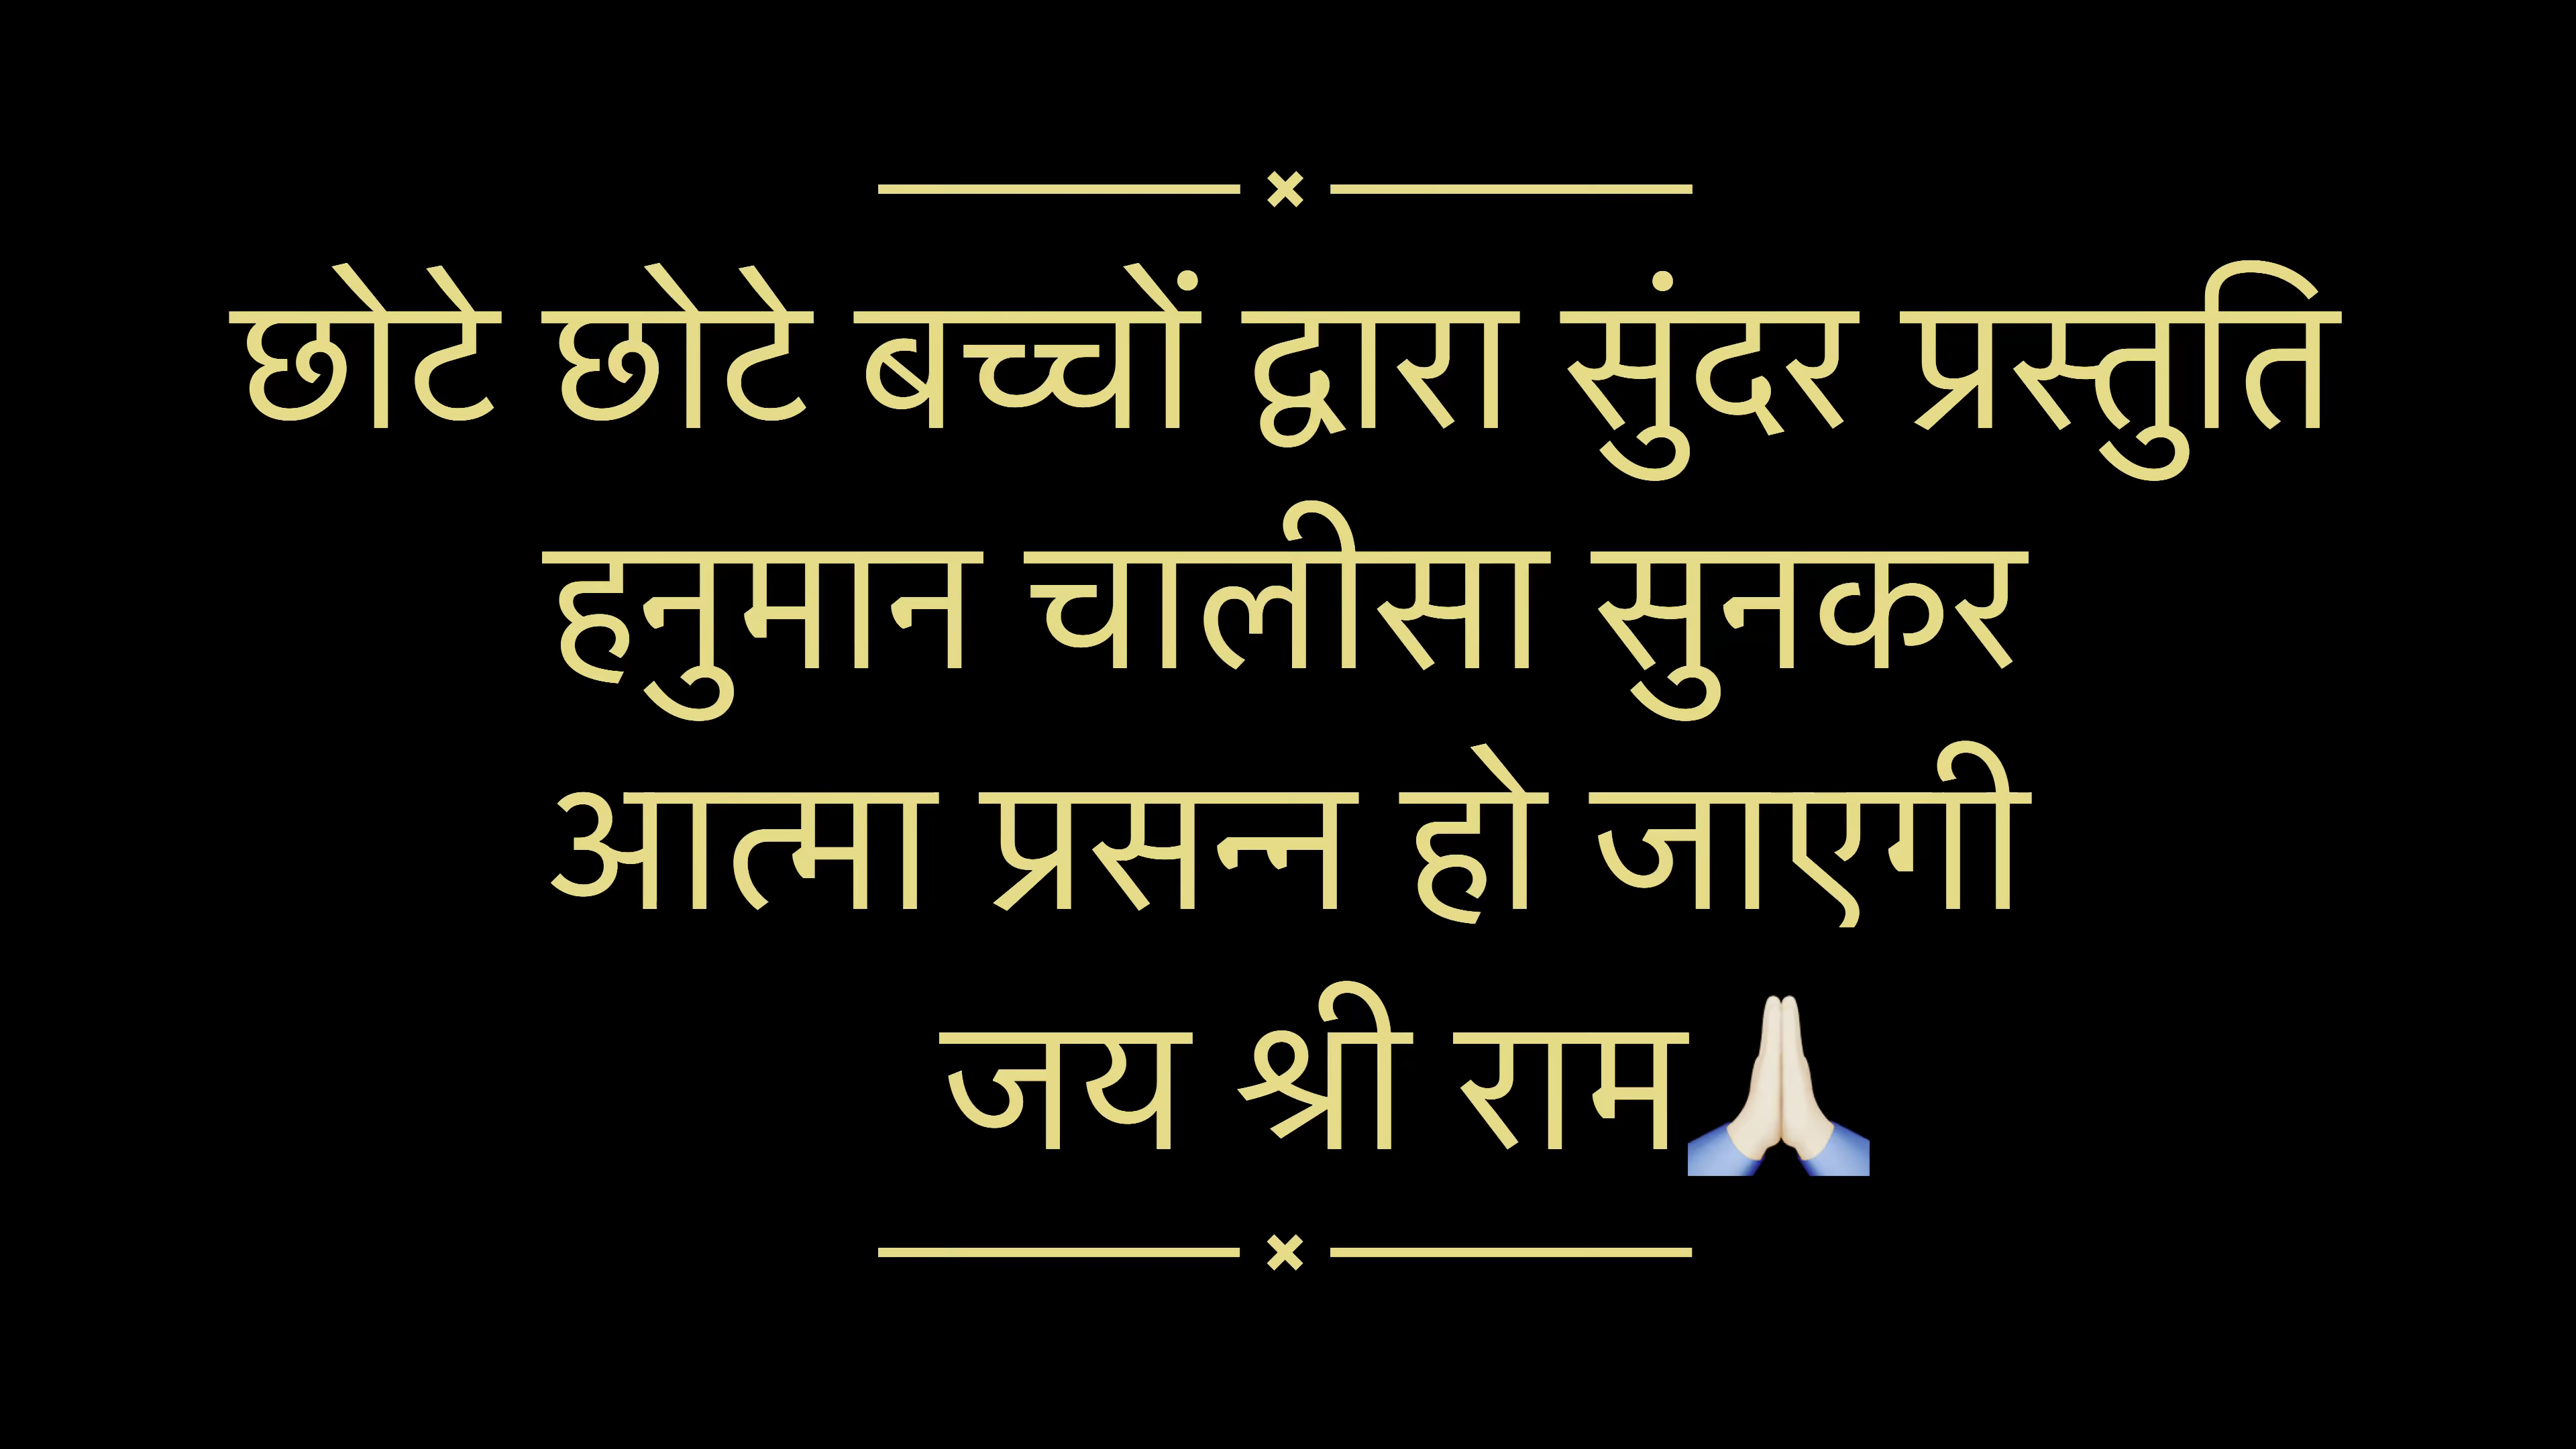 छोटे छोटे बच्चों द्वारा सुंदर प्रस्तुति
हनुमान चालीसा सुनकर
आत्मा प्रसन्न हो जाएगी
जय श्री राम🙏🏻